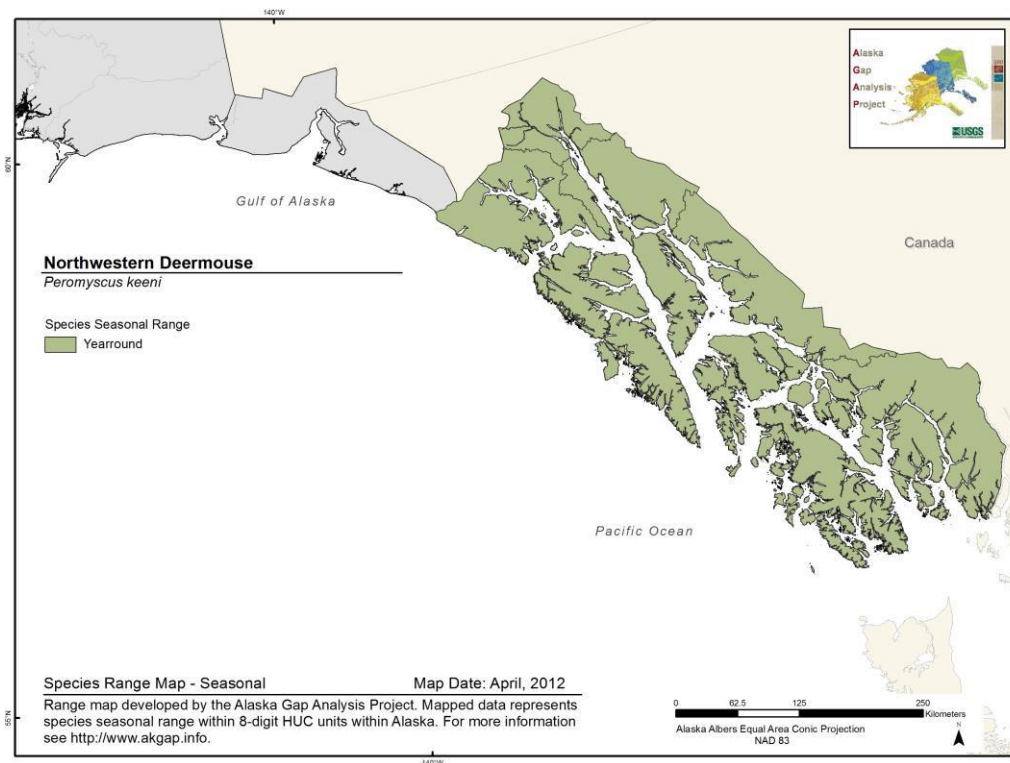 140°W
Alaska
Gap
Analysis
Project
USGS
60°N
Gulf of Alaska
Canada
Northwestern Deermouse
Peromyscus keeni
Species Seasonal Range
Yearround
Pacific Ocean
Species Range Map - Seasonal Map Date: April, 2012
Range map developed by the Alaska Gap Analysis Project. Mapped data represents
species seasonal range within 8-digit HUC units within Alaska. For more information
see http://www.akgap.info.
0 62.5 125 250
Kilometers
Alaska Albers Equal Area Conic Projection
NAD 83
N
55°N
140°W